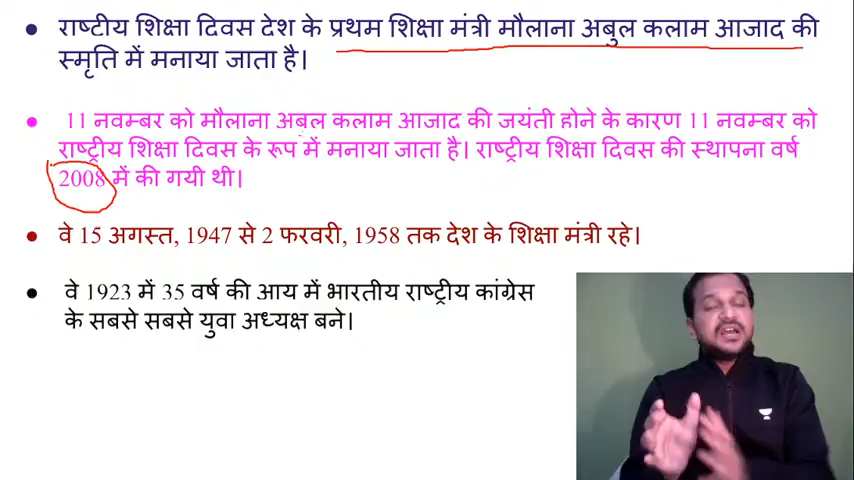 राष्टीय शिक्षा दिवस देश के प्रथम शिक्षा मंत्री मौलाना अबुल कलाम आजाद की
स्मृति में मनाया जाता है।
11 नवम्बर को मौलाना अबुल कलाम आजाद की जयंती होने के कारण 11 नवम्बर को
राष्ट्रीय शिक्षा दिवस के रूप में मनाया जाता है। राष्ट्रीय शिक्षा दिवस की स्थापना वर्ष
2008 में की गयी थी।
वे 15 अगस्त, 1947 से 2 फरवरी, 1958 तक देश के शिक्षा मंत्री रहे।
वे 1923 में 35 वर्ष की आय में भारतीय राष्ट्रीय कांग्रेस
के सबसे सबसे युवा अध्यक्ष बने।